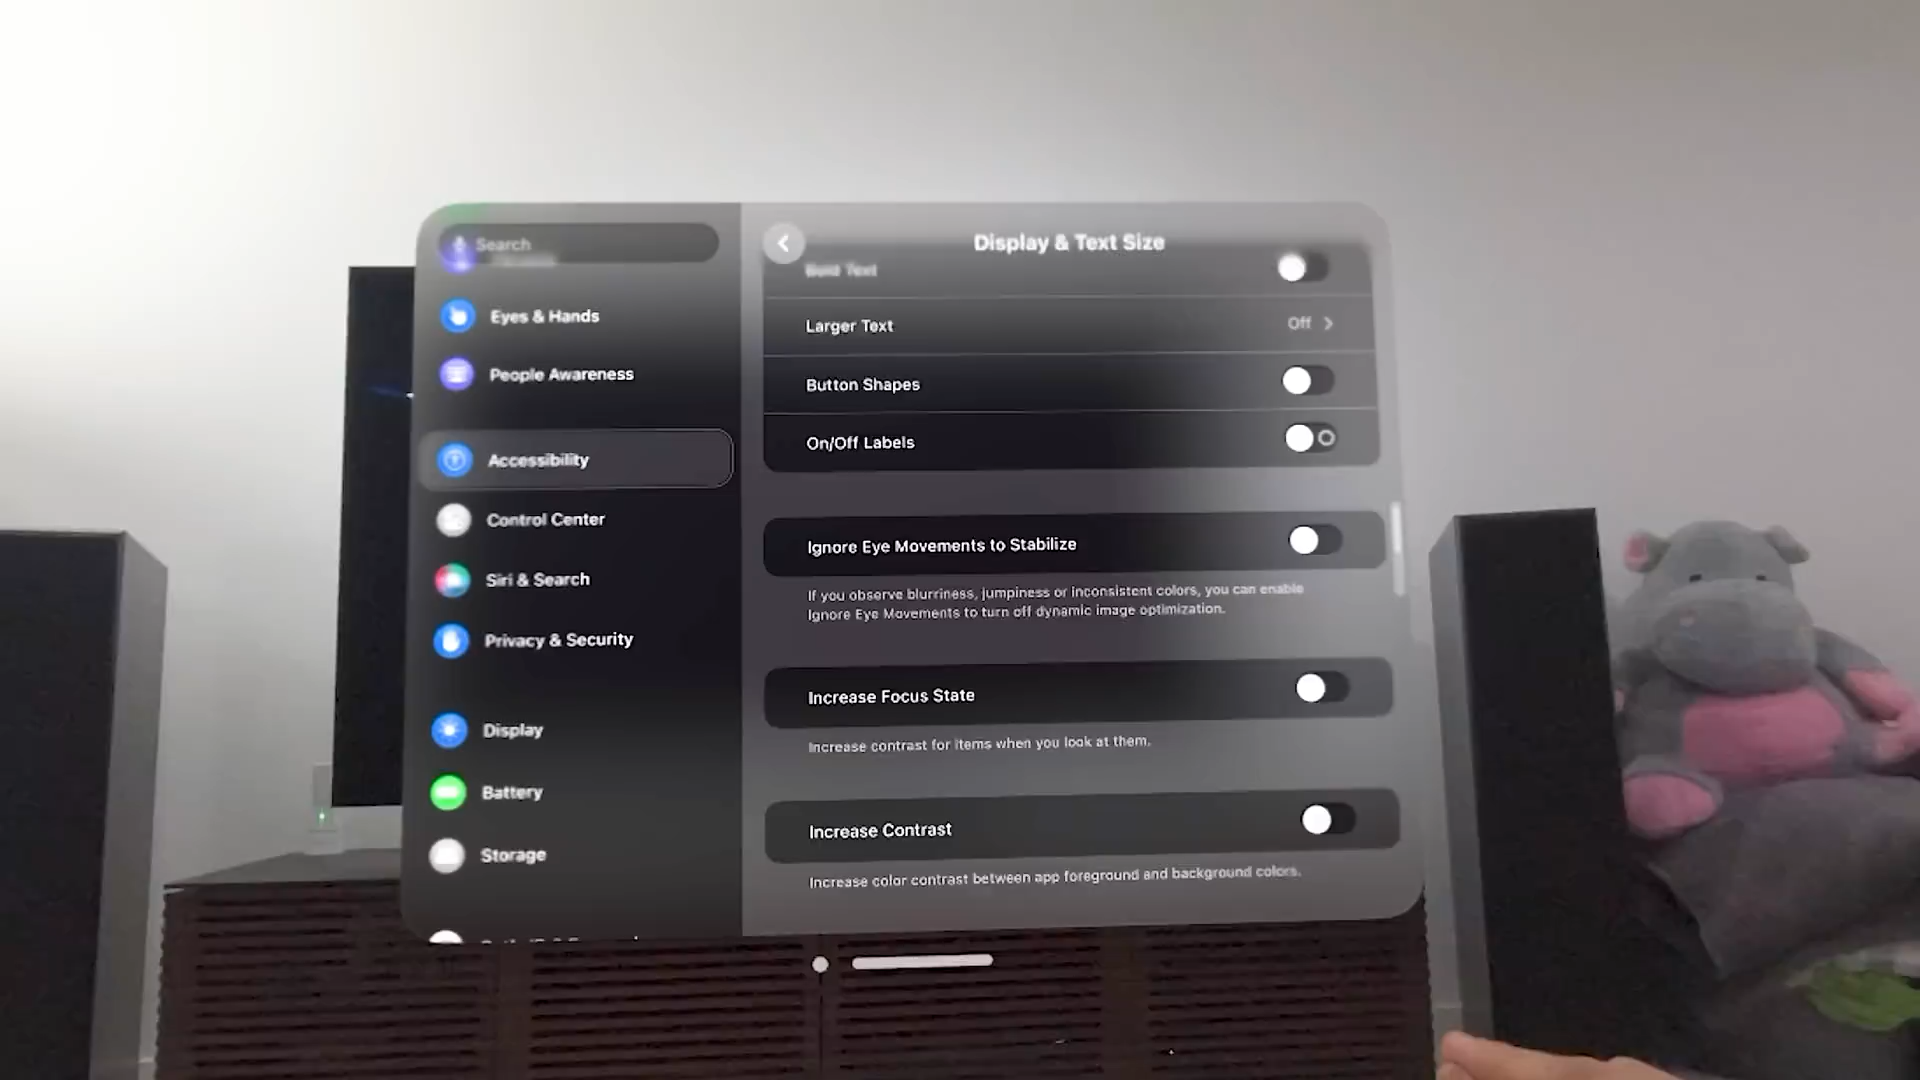 Search
Eyes & Hands
People Awareness
Accessibility
Control Center
Siri & Search
Privacy & Security
Display
Battery
Storage
Display & Text Size
Bold Text
Larger Text
Off
Button Shapes
On/Off Labels
Ignore Eye Movements to Stabilize
If you observe blurriness, jumpiness or inconsistent colors, you can enable
Ignore Eye Movements to turn off dynamic image optimization.
Increase Focus State
Increase contrast for items when you look at them.
Increase Contrast
Increase color contrast between app foreground and background colors.